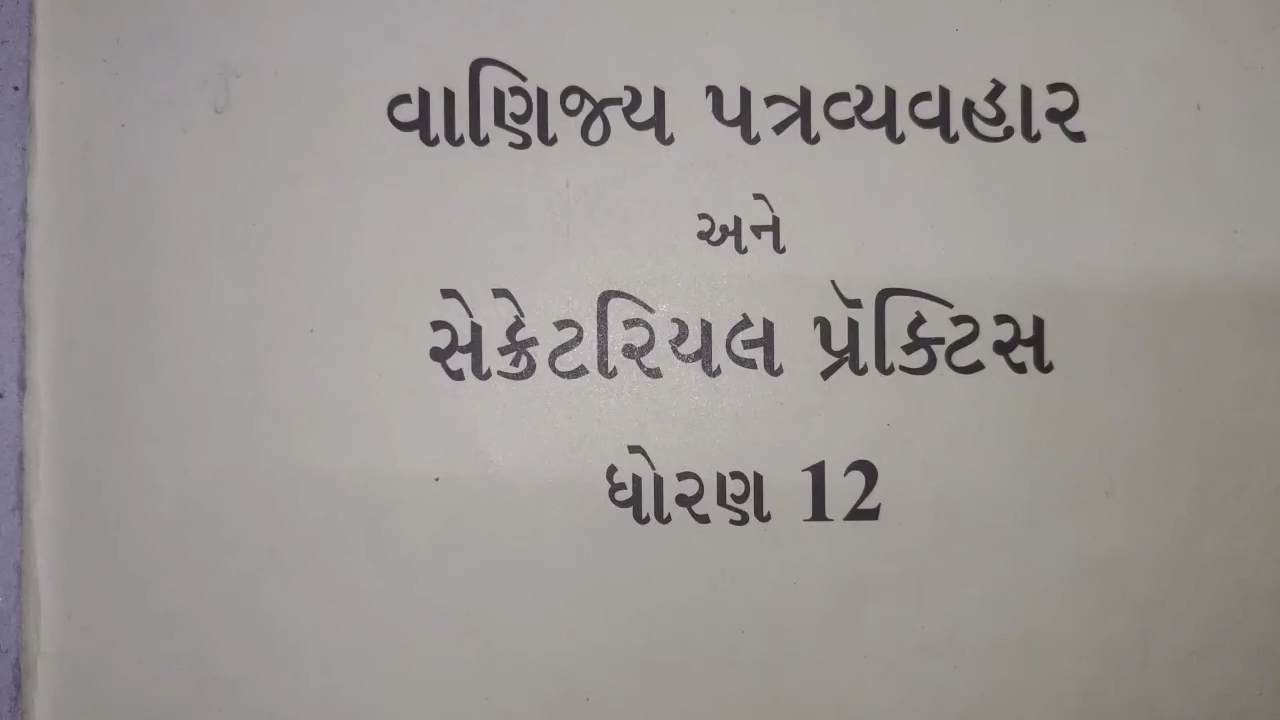 વાણિજ્ય પત્રવ્યવહાર
અને
સેક્રેટરિયલ પ્રૅક્ટિસ
ધોરણ 12